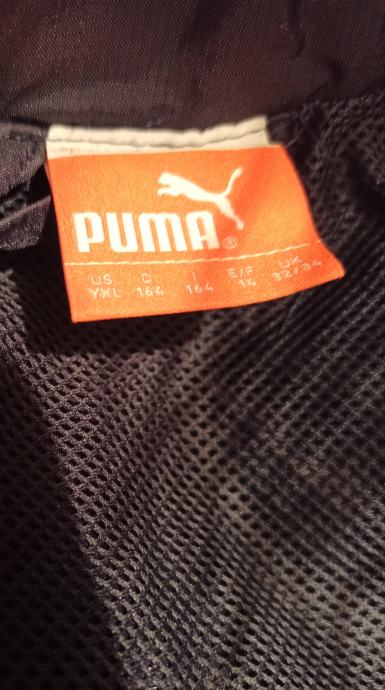 PUMA®
US D I E/F UK
YXL 164 164 14 32/34